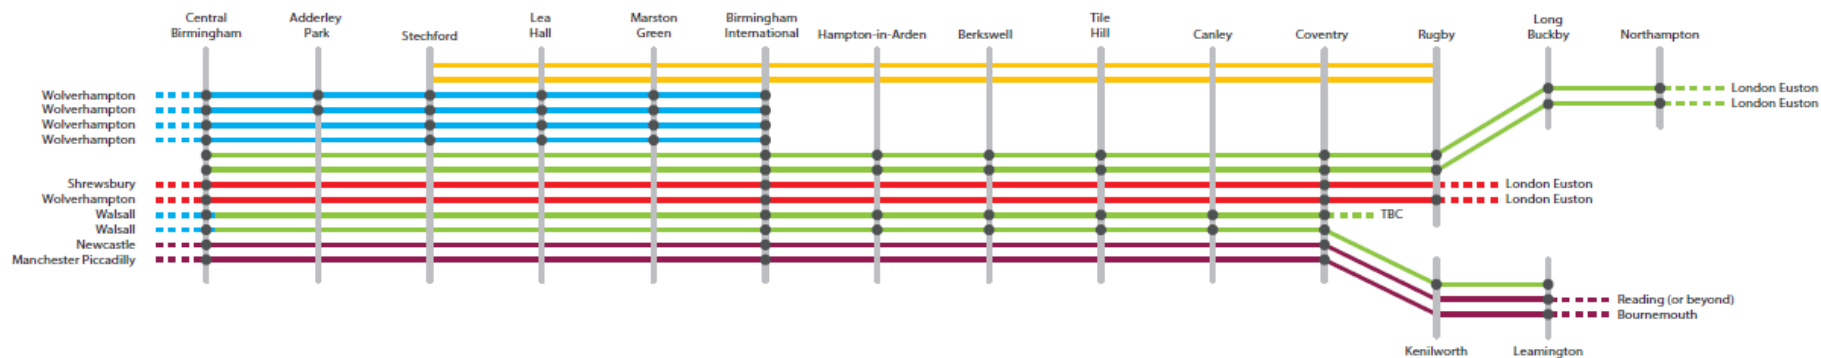 Central
Birmingham
Adderley
Park
Stechford
Lea
Hall
Marston
Green
Birmingham
International
Hampton-in-Arden
Berkswell
Tile
Hill
Canley
Coventry
Rugby
Long
Buckby
Northampton
Wolverhampton
London Euston
Wolverhampton
London Euston
Wolverhampton
Wolverhampton
Shrewsbury
London Euston
Wolverhampton
London Euston
Walsall
TBC
Walsall
Newcastle
Manchester Piccadilly
Reading (or beyond)
Bournemouth
Kenilworth
Leamington